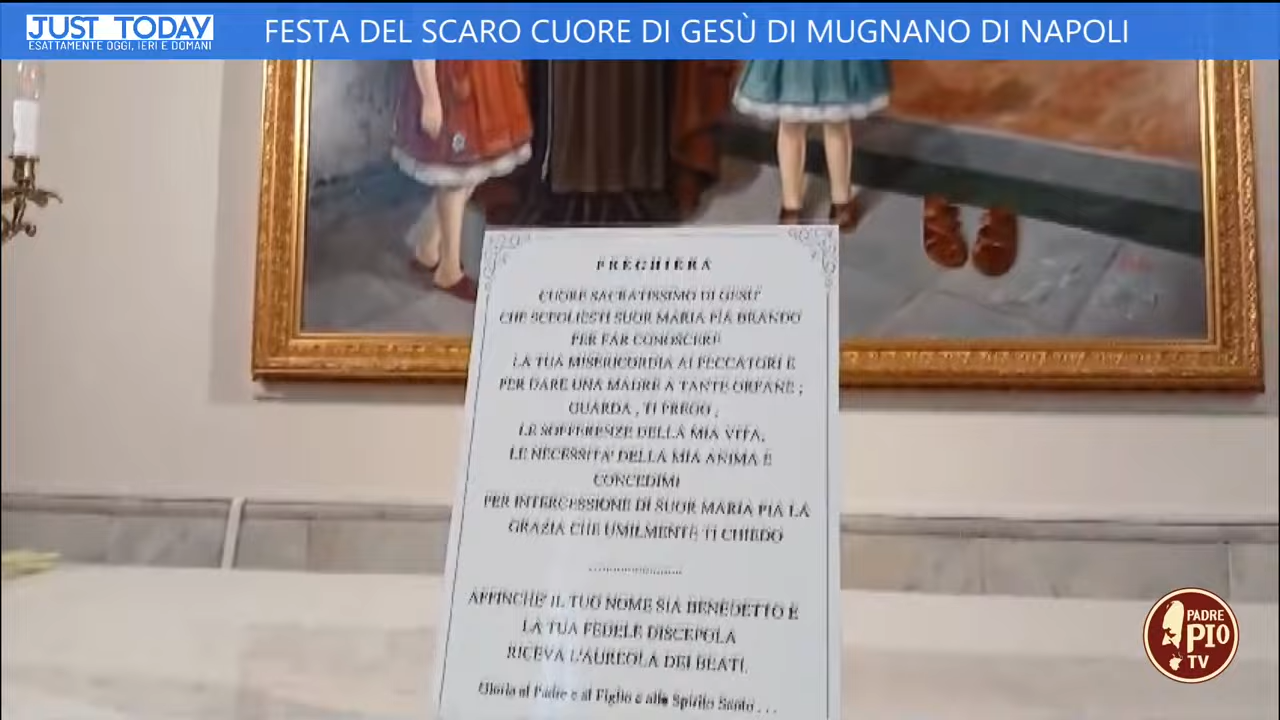 JUST TODAY
ESATTAMENTE OGGI, IERI E DOMANI
FESTA DEL SCARO CUORE DI GESÙ DI MUGNANO DI NAPOLI
PREGHIERA
CUORE SACRATISSIMO DI GESU'
CHE SCEGLIESTI SUOR MARIA PIA BRANDO
PER FAR CONOSCERE
LA TUA MISERICORDIA AI PECCATORI E
PER DARE UNA MADRE A TANTE ORFANE ;
GUARDA , TI PREGO ,
LE SOFFERENZE DELLA MIA VITA,
LE NECESSITA' DELLA MIA ANIMA E
CONCEDIMI
PER INTERCESSIONE DI SUOR MARIA PIA LA
GRAZIA CHE UMILMENTE TI CHIEDO
AFFINCHE' IL TUO NOME SIA BENEDETTO E
LA TUA FEDELE DISCEPOLA
RICEVA L'AUREOLA DEI BEATI.
Gloria al Padre e al Figlio e allo Spirito Santo . . .
PADRE
PIO
TV